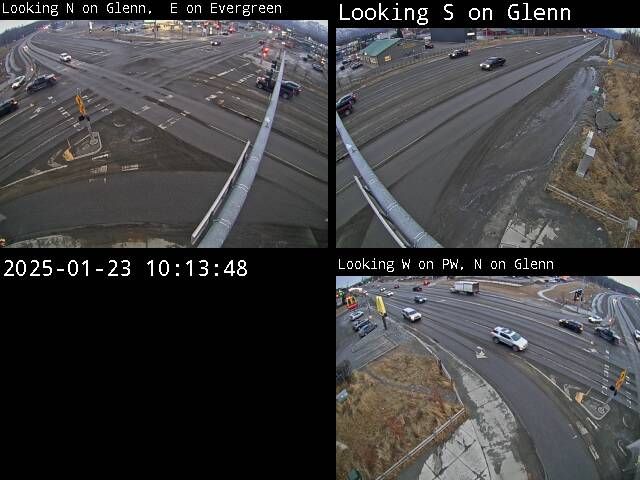 Looking N on Glenn,  E on Evergreen
Looking S on Glenn
2025-01-23 10:13:48
Looking W on PW, N on Glenn